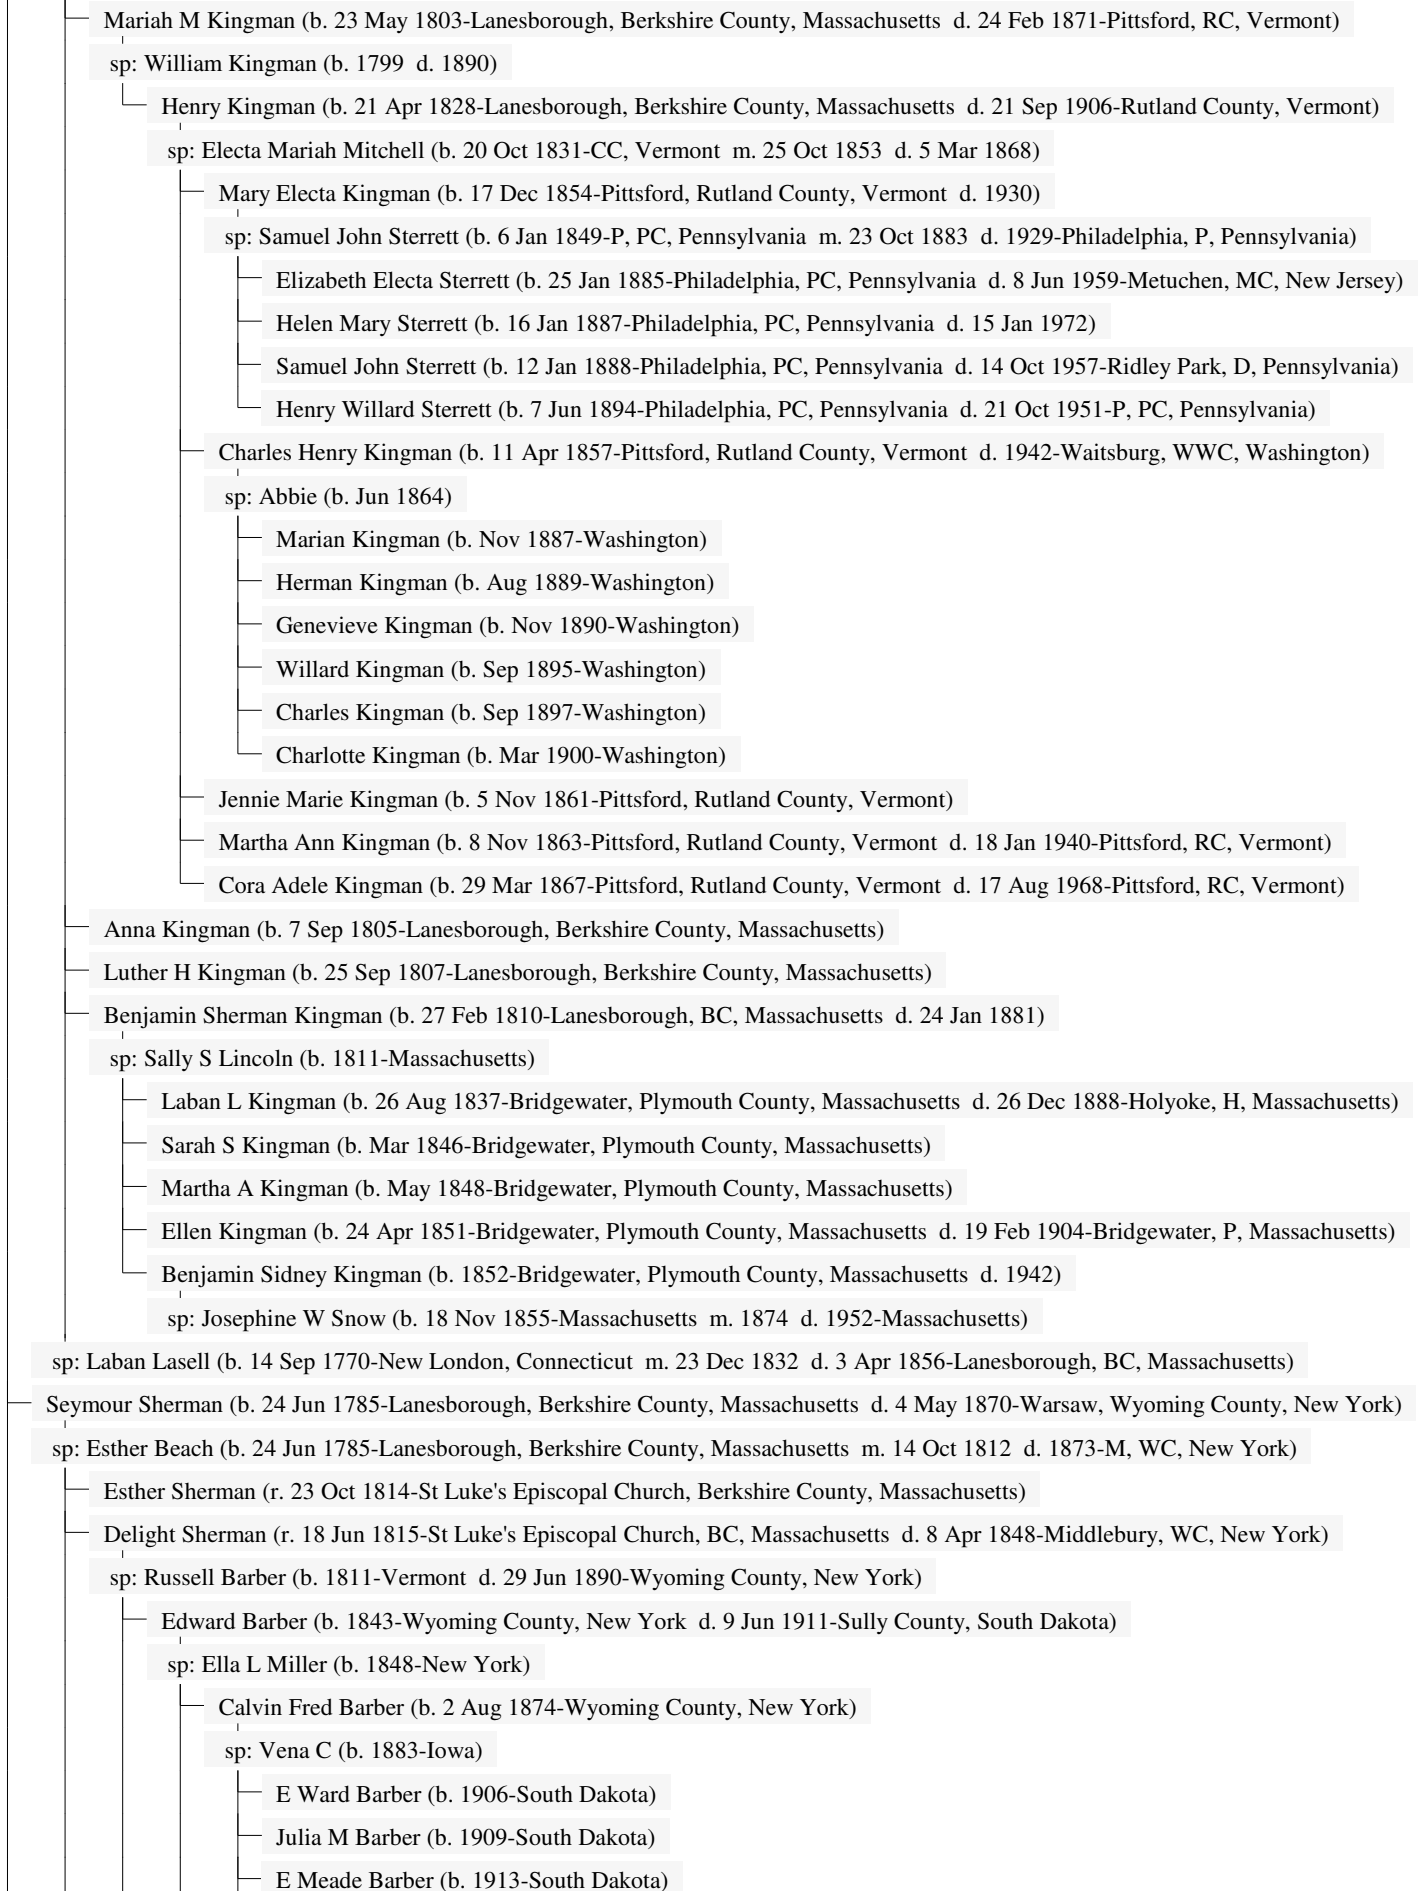 Mariah M Kingman (b. 23 May 1803-Lanesborough, Berkshire County, Massachusetts d. 24 Feb 1871-Pittsford, RC, Vermont)
sp: William Kingman (b. 1799 d. 1890)
Henry Kingman (b. 21 Apr 1828-Lanesborough, Berkshire County, Massachusetts d. 21 Sep 1906-Rutland County, Vermont)
sp: Electa Mariah Mitchell (b. 20 Oct 1831-CC, Vermont m. 25 Oct 1853 d. 5 Mar 1868)
Mary Electa Kingman (b. 17 Dec 1854-Pittsford, Rutland County, Vermont d. 1930)
sp: Samuel John Sterrett (b. 6 Jan 1849-P, PC, Pennsylvania m. 23 Oct 1883 d. 1929-Philadelphia, P, Pennsylvania)
Elizabeth Electa Sterrett (b. 25 Jan 1885-Philadelphia, PC, Pennsylvania d. 8 Jun 1959-Metuchen, MC, New Jersey)
Helen Mary Sterrett (b. 16 Jan 1887-Philadelphia, PC, Pennsylvania d. 15 Jan 1972)
Samuel John Sterrett (b. 12 Jan 1888-Philadelphia, PC, Pennsylvania d. 14 Oct 1957-Ridley Park, D, Pennsylvania)
Henry Willard Sterrett (b. 7 Jun 1894-Philadelphia, PC, Pennsylvania d. 21 Oct 1951-P, PC, Pennsylvania)
Charles Henry Kingman (b. 11 Apr 1857-Pittsford, Rutland County, Vermont d. 1942-Waitsburg, WWC, Washington)
sp: Abbie (b. Jun 1864)
Marian Kingman (b. Nov 1887-Washington)
Herman Kingman (b. Aug 1889-Washington)
Genevieve Kingman (b. Nov 1890-Washington)
Willard Kingman (b. Sep 1895-Washington)
Charles Kingman (b. Sep 1897-Washington)
Charlotte Kingman (b. Mar 1900-Washington)
Jennie Marie Kingman (b. 5 Nov 1861-Pittsford, Rutland County, Vermont)
Martha Ann Kingman (b. 8 Nov 1863-Pittsford, Rutland County, Vermont d. 18 Jan 1940-Pittsford, RC, Vermont)
Cora Adele Kingman (b. 29 Mar 1867-Pittsford, Rutland County, Vermont d. 17 Aug 1968-Pittsford, RC, Vermont)
Anna Kingman (b. 7 Sep 1805-Lanesborough, Berkshire County, Massachusetts)
Luther H Kingman (b. 25 Sep 1807-Lanesborough, Berkshire County, Massachusetts)
Benjamin Sherman Kingman (b. 27 Feb 1810-Lanesborough, BC, Massachusetts d. 24 Jan 1881)
sp: Sally S Lincoln (b. 1811-Massachusetts)
Laban L Kingman (b. 26 Aug 1837-Bridgewater, Plymouth County, Massachusetts d. 26 Dec 1888-Holyoke, H, Massachusetts)
Sarah S Kingman (b. Mar 1846-Bridgewater, Plymouth County, Massachusetts)
Martha A Kingman (b. May 1848-Bridgewater, Plymouth County, Massachusetts)
Ellen Kingman (b. 24 Apr 1851-Bridgewater, Plymouth County, Massachusetts d. 19 Feb 1904-Bridgewater, P, Massachusetts)
Benjamin Sidney Kingman (b. 1852-Bridgewater, Plymouth County, Massachusetts d. 1942)
sp: Josephine W Snow (b. 18 Nov 1855-Massachusetts m. 1874 d. 1952-Massachusetts)
sp: Laban Lasell (b. 14 Sep 1770-New London, Connecticut m. 23 Dec 1832 d. 3 Apr 1856-Lanesborough, BC, Massachusetts)
Seymour Sherman (b. 24 Jun 1785-Lanesborough, Berkshire County, Massachusetts d. 4 May 1870-Warsaw, Wyoming County, New York)
sp: Esther Beach (b. 24 Jun 1785-Lanesborough, Berkshire County, Massachusetts m. 14 Oct 1812 d. 1873-M, WC, New York)
Esther Sherman (r. 23 Oct 1814-St Luke's Episcopal Church, Berkshire County, Massachusetts)
Delight Sherman (r. 18 Jun 1815-St Luke's Episcopal Church, BC, Massachusetts d. 8 Apr 1848-Middlebury, WC, New York)
sp: Russell Barber (b. 1811-Vermont d. 29 Jun 1890-Wyoming County, New York)
Edward Barber (b. 1843-Wyoming County, New York d. 9 Jun 1911-Sully County, South Dakota)
sp: Ella L Miller (b. 1848-New York)
Calvin Fred Barber (b. 2 Aug 1874-Wyoming County, New York)
sp: Vena C (b. 1883-Iowa)
E Ward Barber (b. 1906-South Dakota)
Julia M Barber (b. 1909-South Dakota)
E Meade Barber (b. 1913-South Dakota)